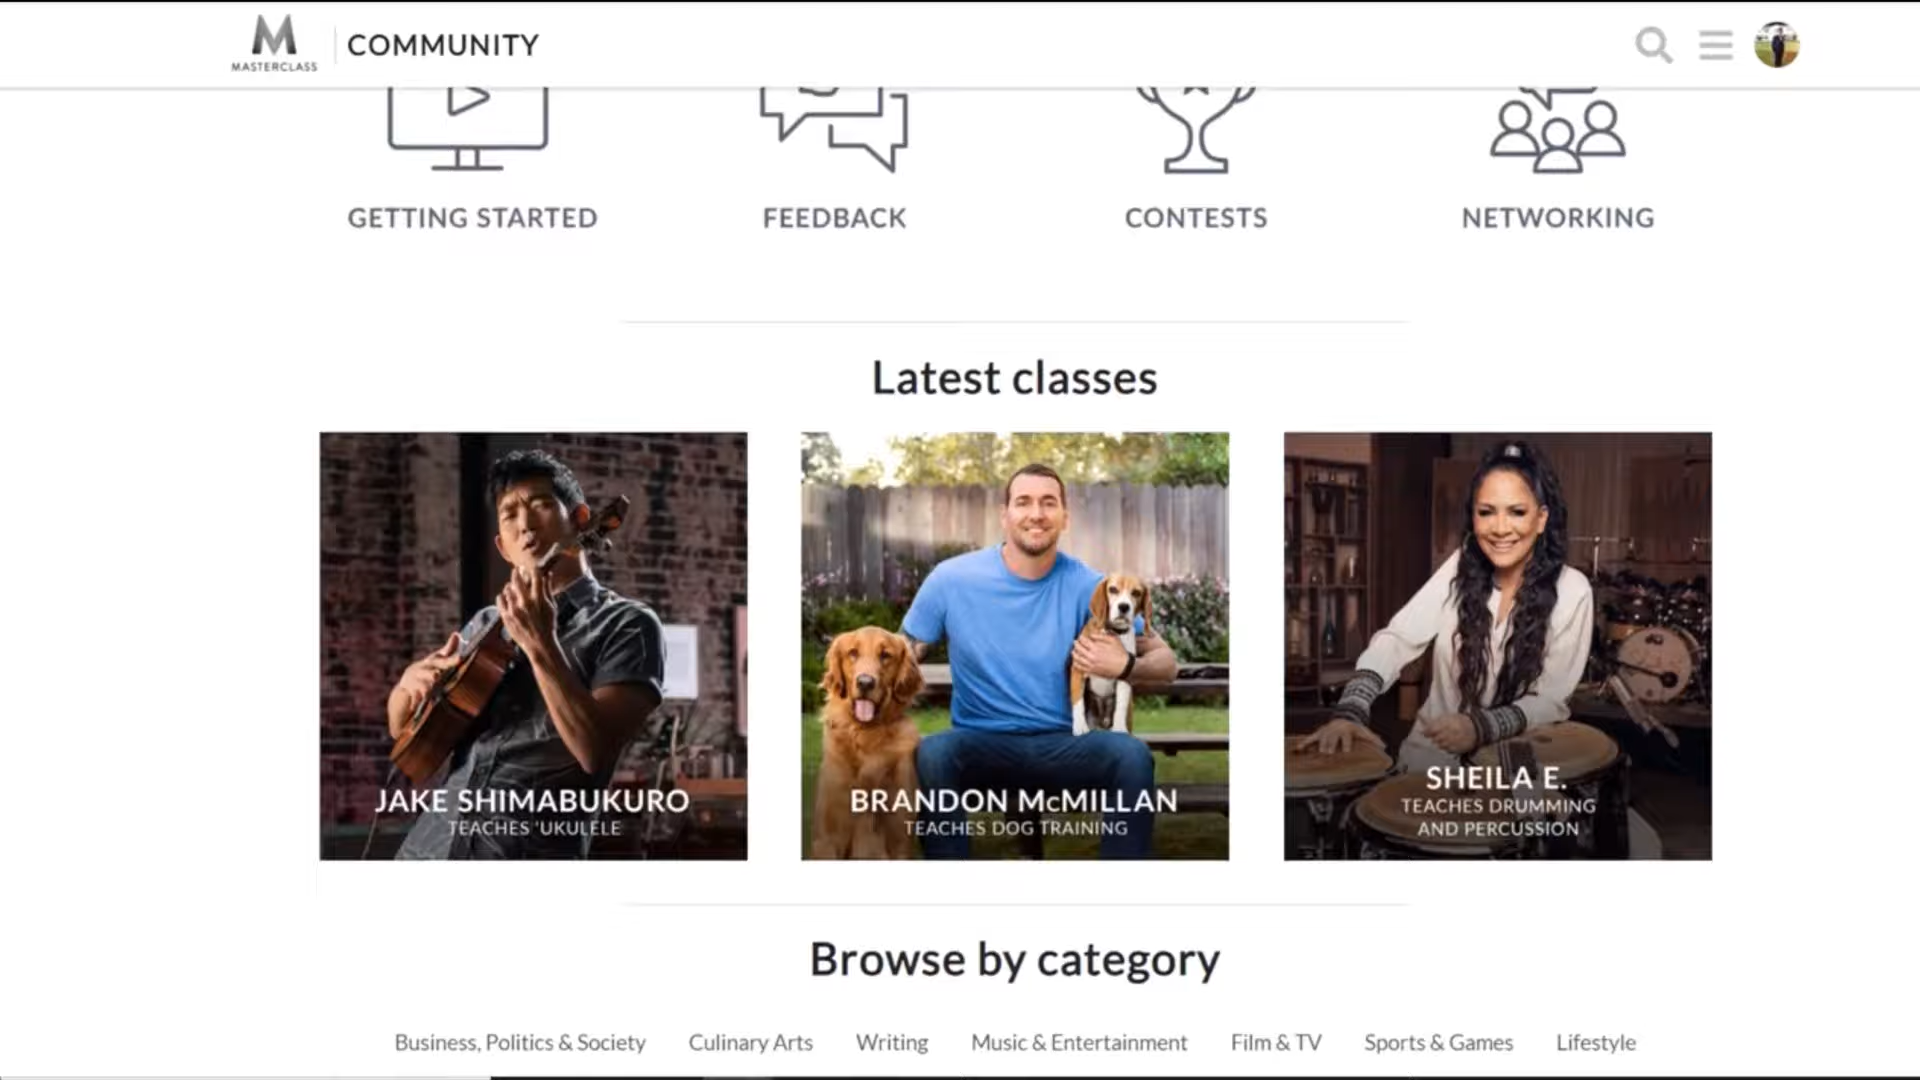 MASTERCLASS
COMMUNITY
GETTING STARTED
FEEDBACK
CONTESTS
NETWORKING
Latest classes
JAKE SHIMABUKURO
TEACHES ‘UKULELE
BRANDON McMILLAN
TEACHES DOG TRAINING
SHEILA E.
TEACHES DRUMMING
AND PERCUSSION
Browse by category
Business, Politics & Society
Culinary Arts
Writing
Music & Entertainment
Film & TV
Sports & Games
Lifestyle